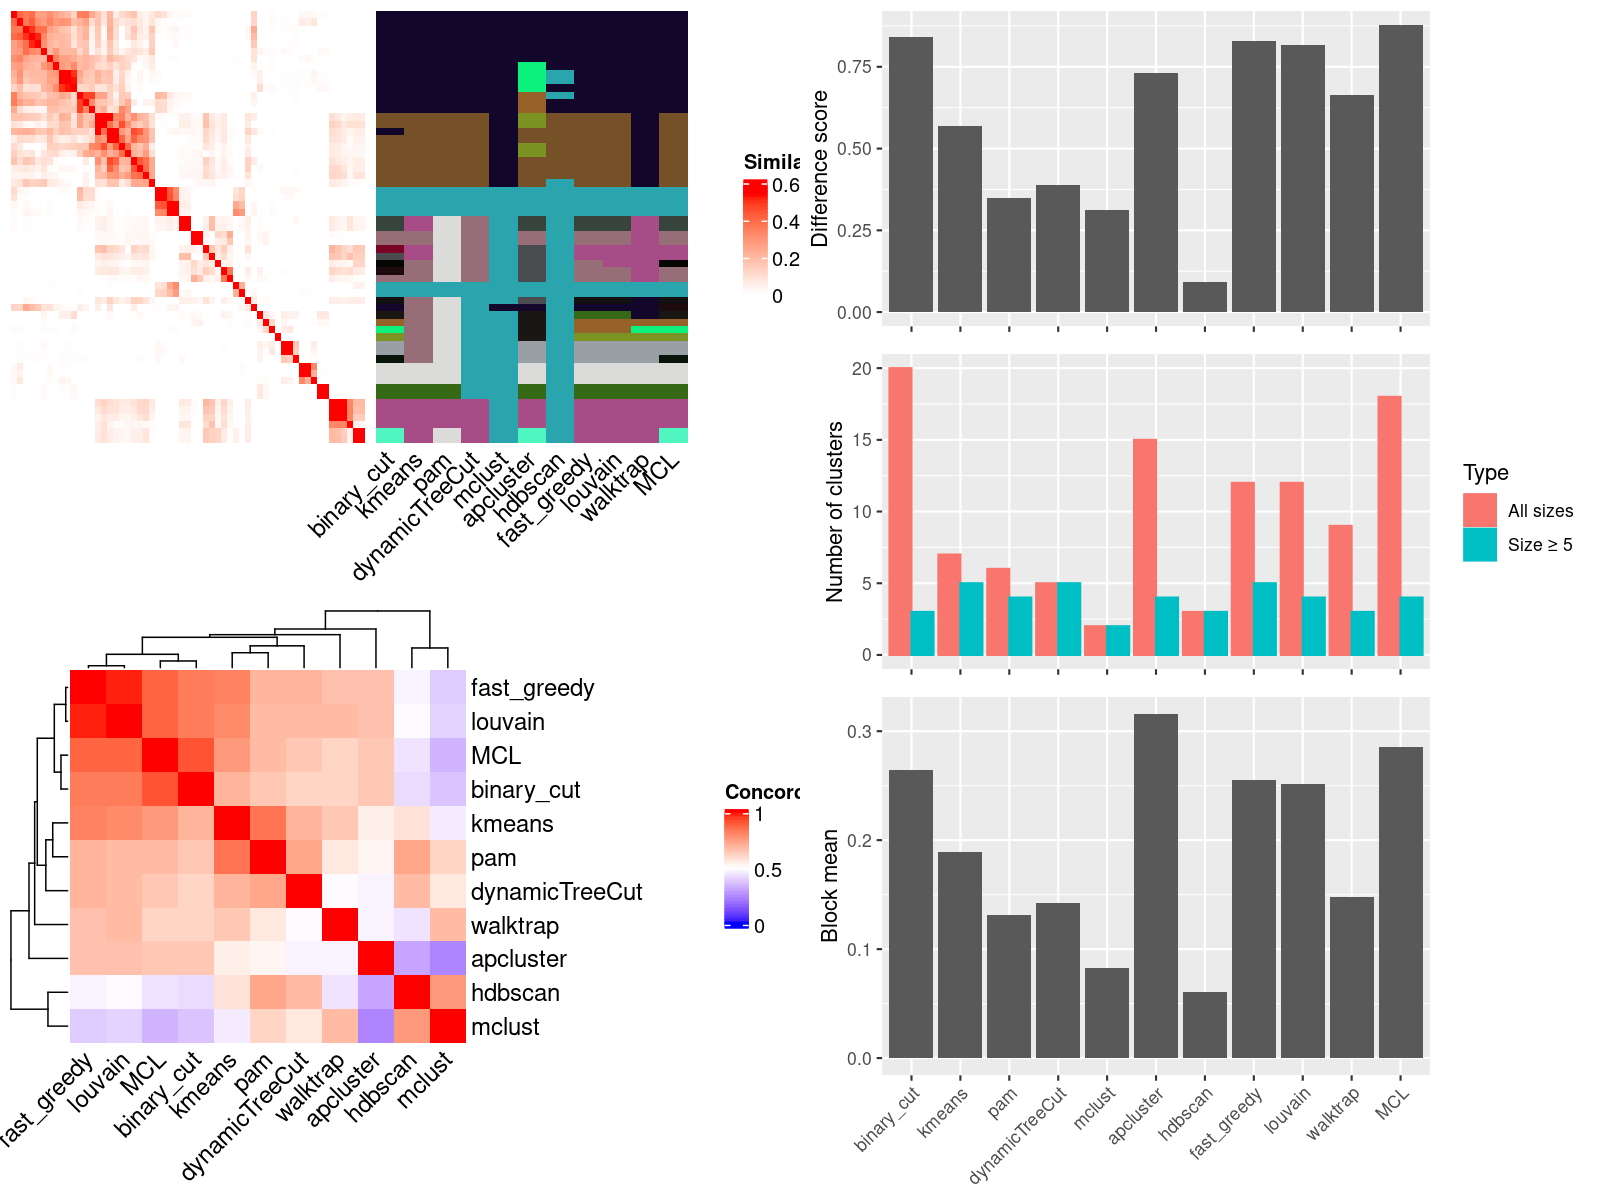 Simila
0.6
0.4
0.2
0
binary_cut
kmeans
pam
dynamicTreeCut
mclust
apcluster
hdbscan
fast_greedy
louvain
walktrap
MCL
fast_greedy
louvain
MCL
binary_cut
kmeans
pam
dynamicTreeCut
walktrap
apcluster
hdbscan
mclust
fast_greedy
louvain
MCL
binary_cut
kmeans
pam
dynamicTreeCut
walktrap
apcluster
hdbscan
mclust
Concord
1
0.5
0
Difference score
0.75
0.50
0.25
0.00
Number of clusters
20
15
10
5
0
Type
All sizes
Size ≥ 5
Block mean
0.3
0.2
0.1
0.0
binary_cut
kmeans
pam
dynamicTreeCut
mclust
apcluster
hdbscan
fast_greedy
louvain
walktrap
MCL